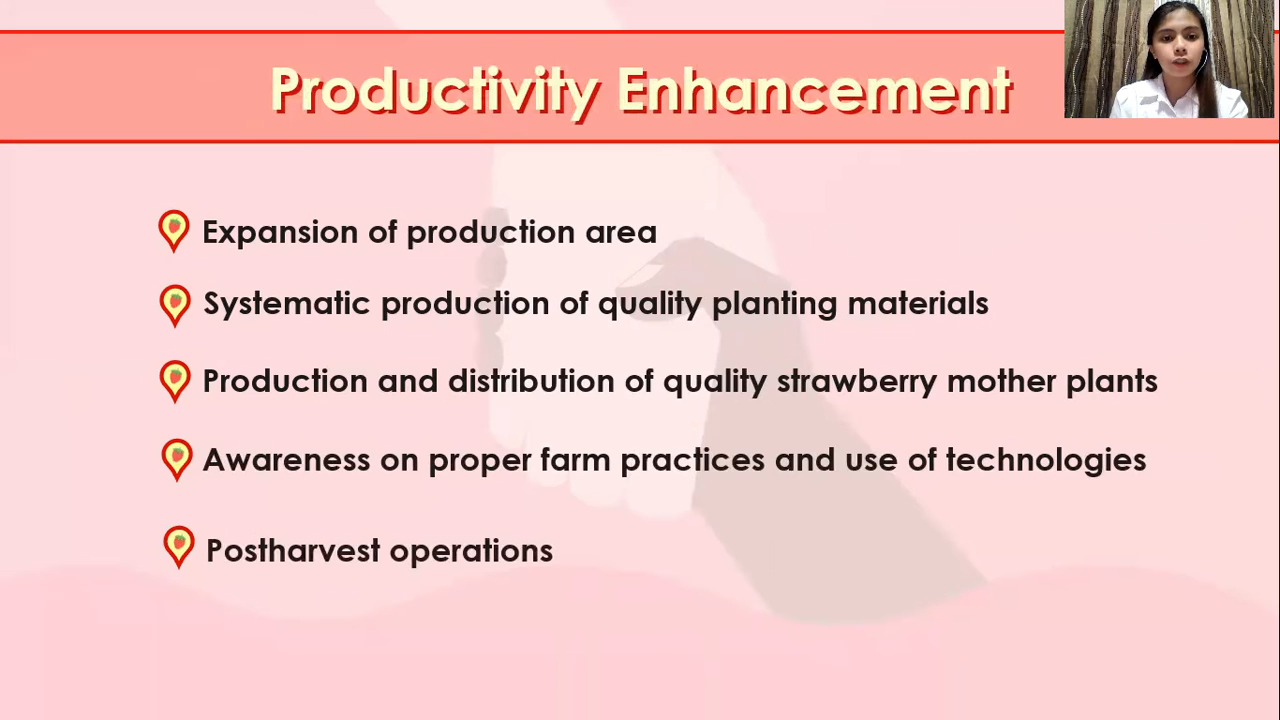 Productivity Enhancement
Expansion of production area
Systematic production of quality planting materials
Production and distribution of quality strawberry mother plants
Awareness on proper farm practices and use of technologies
Postharvest operations